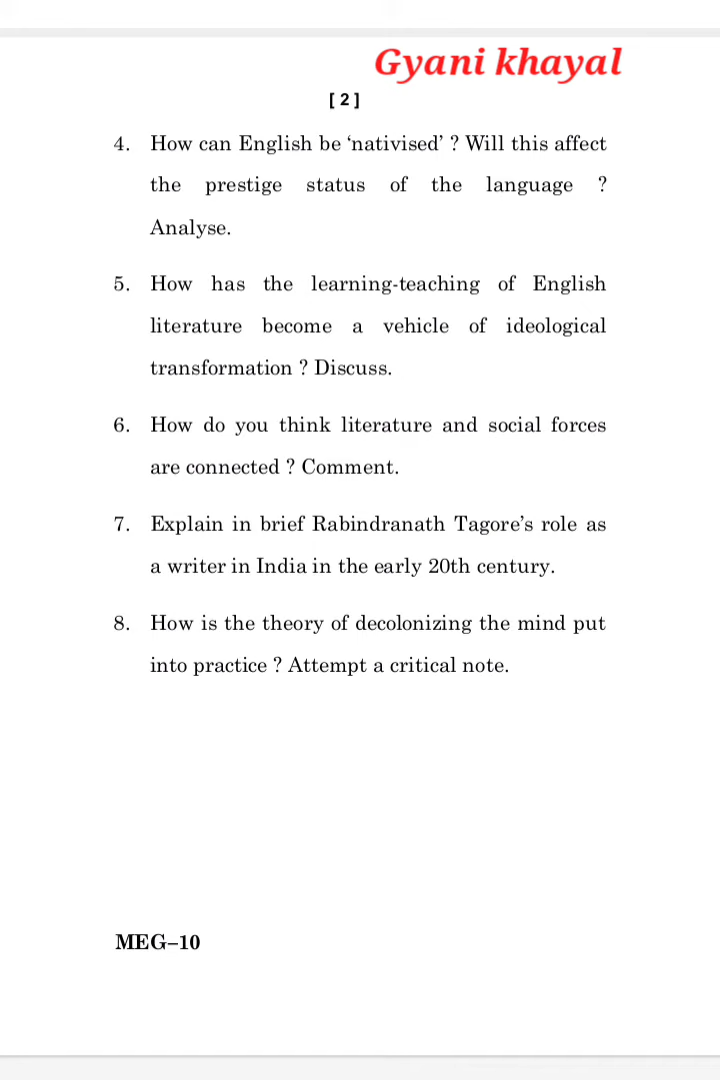 Gyani khayal
[ 2 ]
4. How can English be ‘nativised’ ? Will this affect
the prestige status of the language ?
Analyse.
5. How has the learning-teaching of English
literature become a vehicle of ideological
transformation ? Discuss.
6. How do you think literature and social forces
are connected ? Comment.
7. Explain in brief Rabindranath Tagore’s role as
a writer in India in the early 20th century.
8. How is the theory of decolonizing the mind put
into practice ? Attempt a critical note.
MEG–10